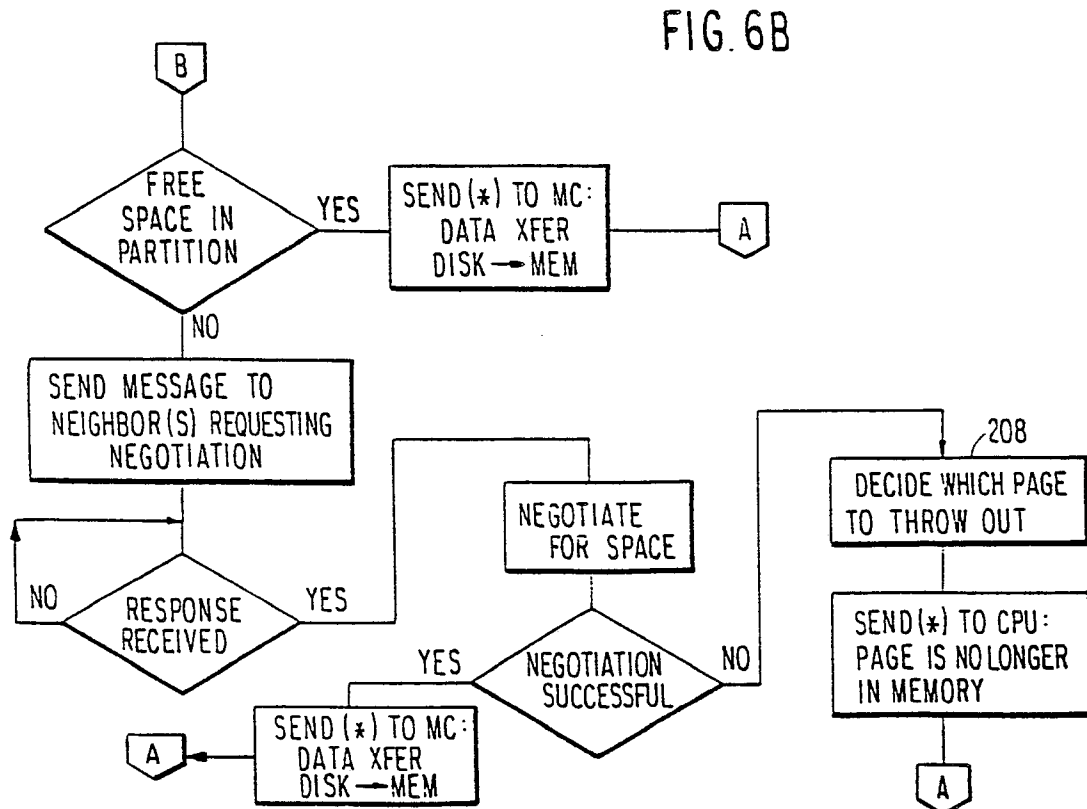 FIG. 6B
B
FREE
SPACE IN
PARTITION
YES
SEND (*) TO MC:
DATA XFER
DISK → MEM
A
NO
SEND MESSAGE TO
NEIGHBOR(S) REQUESTING
NEGOTIATION
RESPONSE
RECEIVED
NO
YES
NEGOTIATE
FOR SPACE
NEGOTIATION
SUCCESSFUL
YES
NO
SEND (*) TO MC:
DATA XFER
DISK → MEM
A
208
DECIDE WHICH PAGE
TO THROW OUT
SEND (*) TO CPU:
PAGE IS NO LONGER
IN MEMORY
A